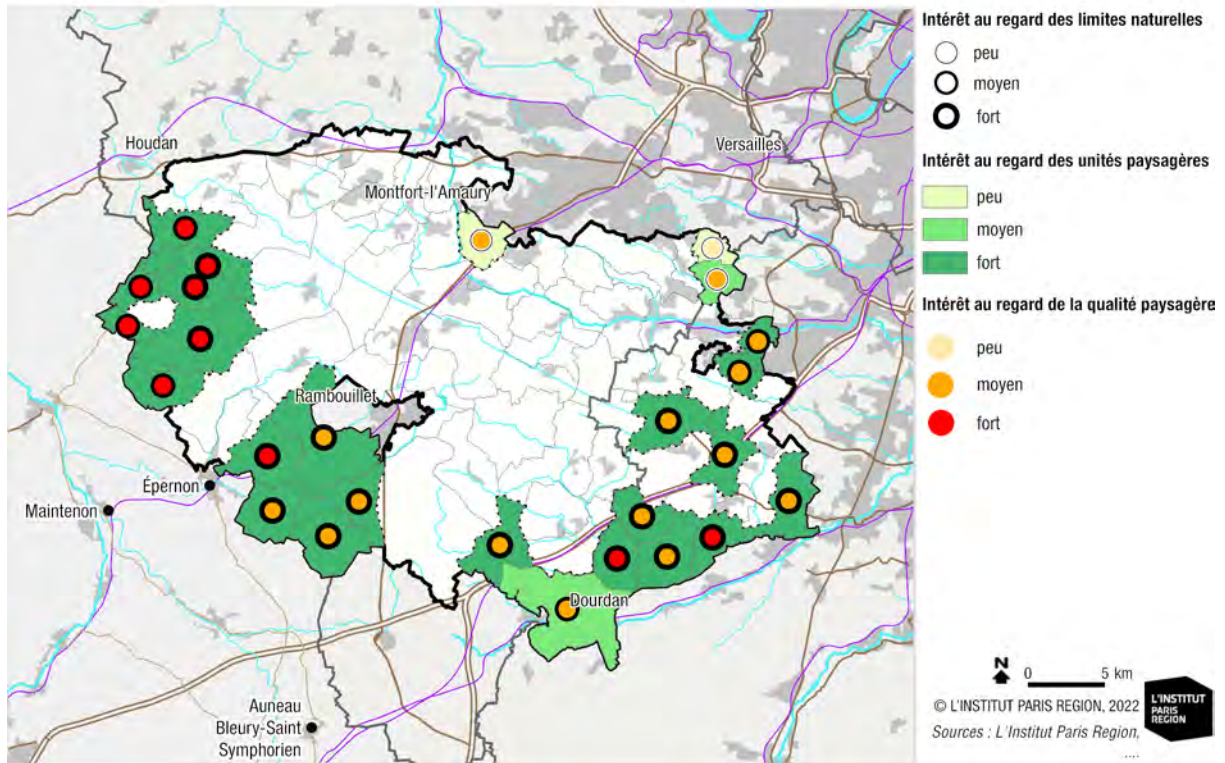 Houdan
Versailles
Montfort-l'Amaury
Rambouillet
Épernon
Maintenon
Dourdan
Auneau
Bleury-Saint
Symphorien
Intérêt au regard des limites naturelles
peu
moyen
fort
Intérêt au regard des unités paysagères
peu
moyen
fort
Intérêt au regard de la qualité paysagère
peu
moyen
fort
N
0 5 km
© L'INSTITUT PARIS REGION, 2022
Sources : L'Institut Paris Region,
....
L'INSTITUT
PARIS
REGION